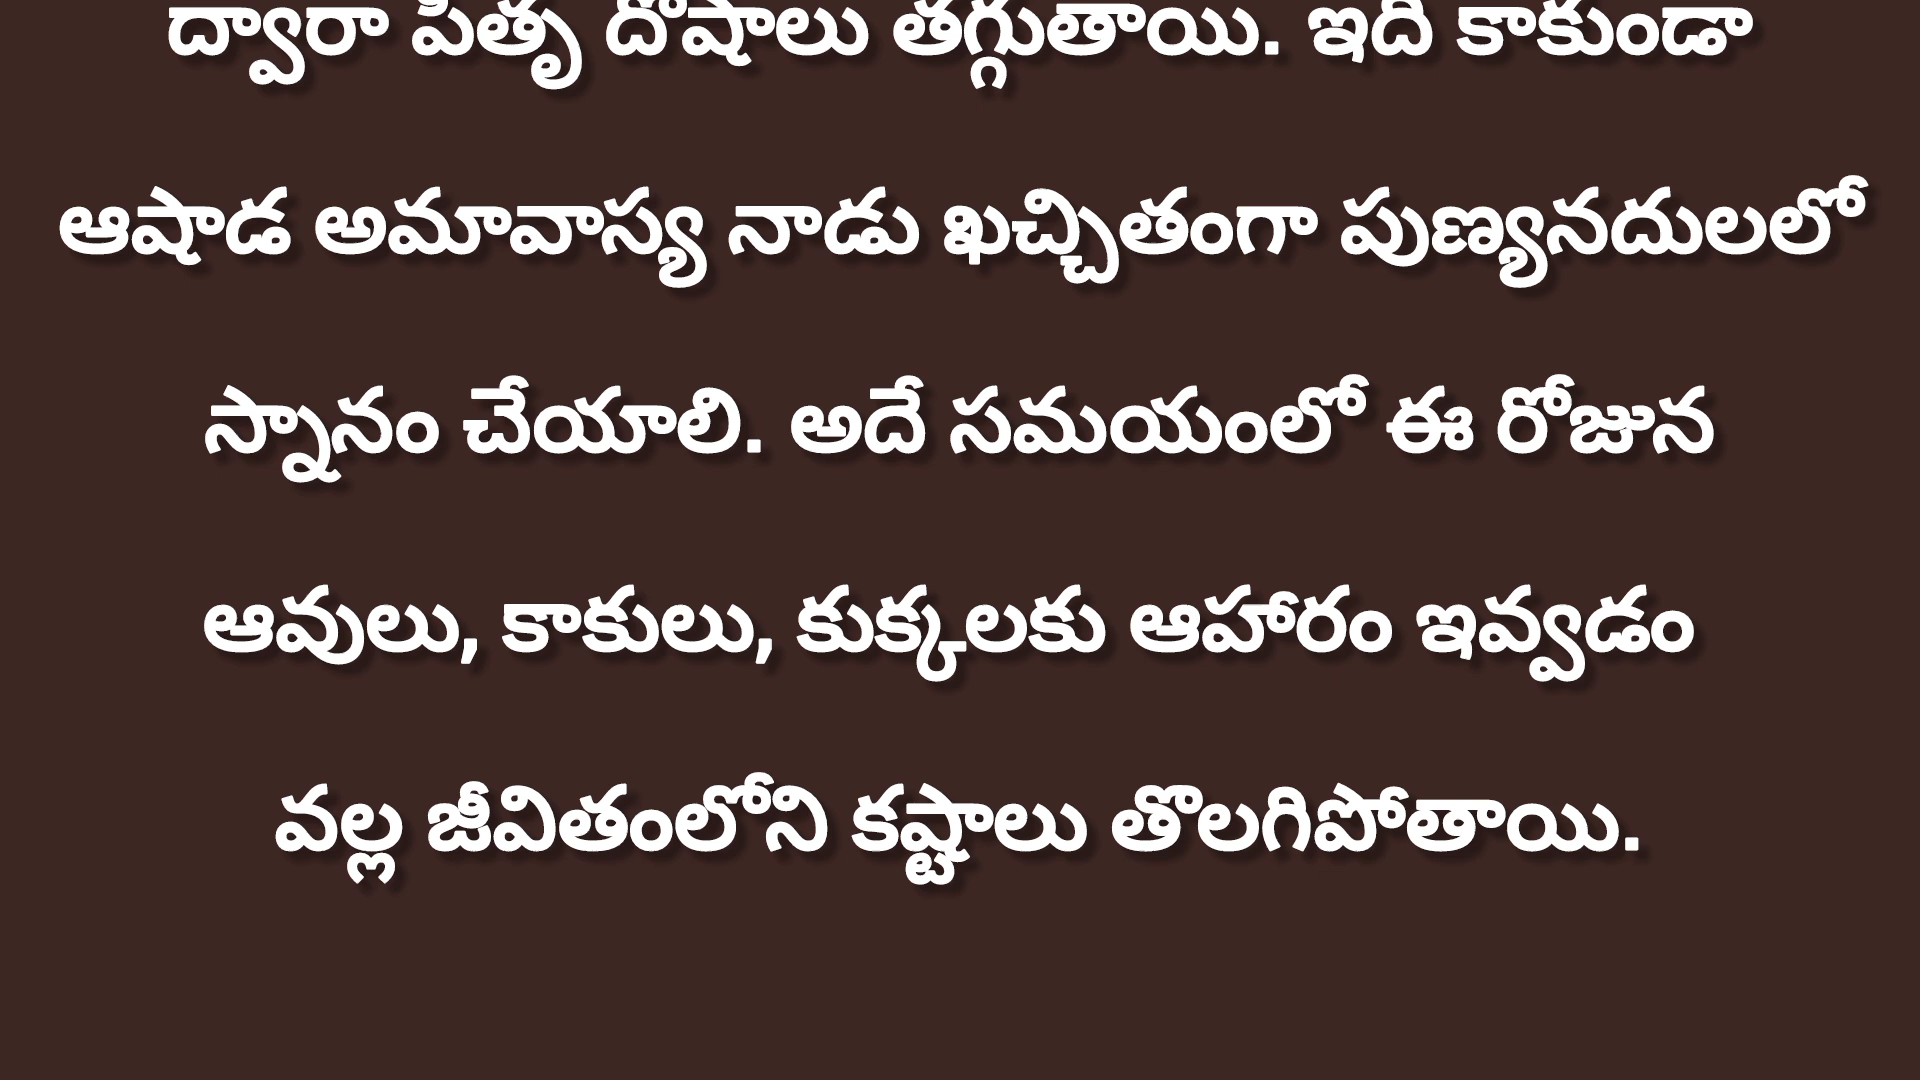 ద్వారా పితృ దోషాలు తగ్గుతాయి. ఇది కాకుండా
ఆషాడ అమావాస్య నాడు ఖచ్చితంగా పుణ్యనదులలో
స్నానం చేయాలి. అదే సమయంలో ఈ రోజున
ఆవులు, కాకులు, కుక్కలకు ఆహారం ఇవ్వడం
వల్ల జీవితంలోని కష్టాలు తొలగిపోతాయి.